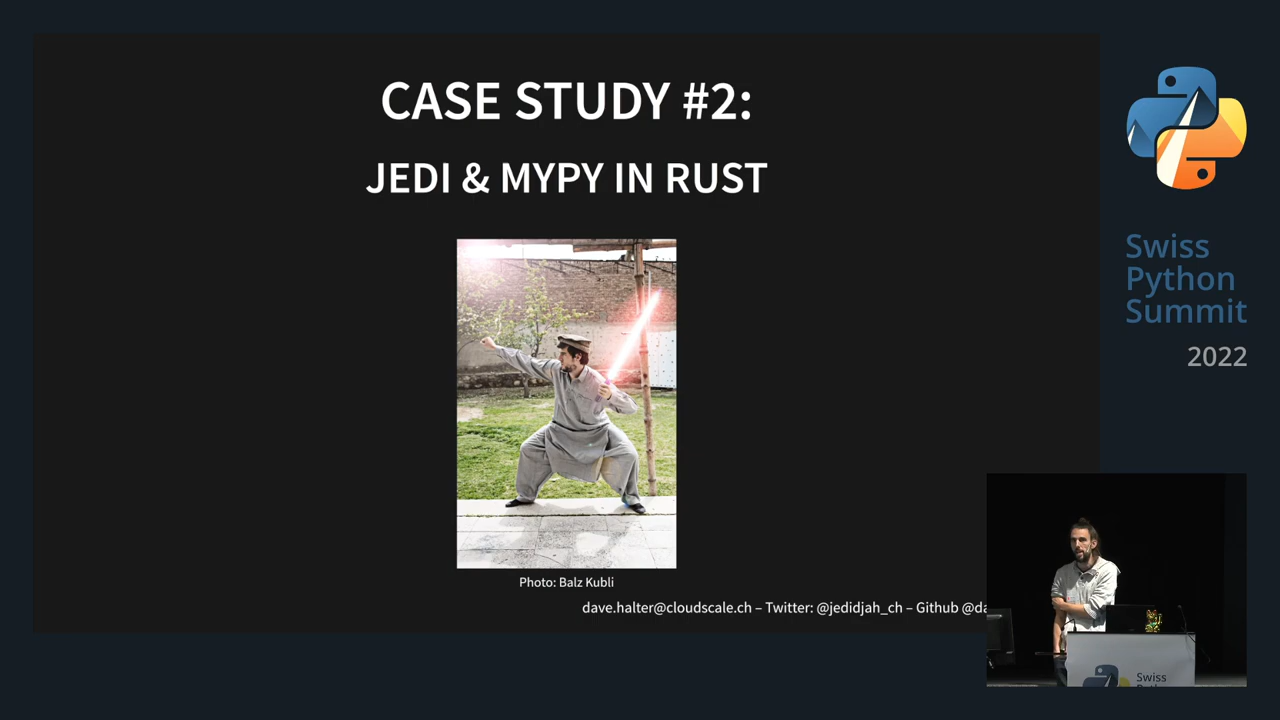 CASE STUDY #2:
JEDI & MYPY IN RUST
Photo: Balz Kubli
dave.halter@cloudscale.ch – Twitter: @jedidjah_ch – Github @da
Swiss
Python
Summit
2022
Swiss